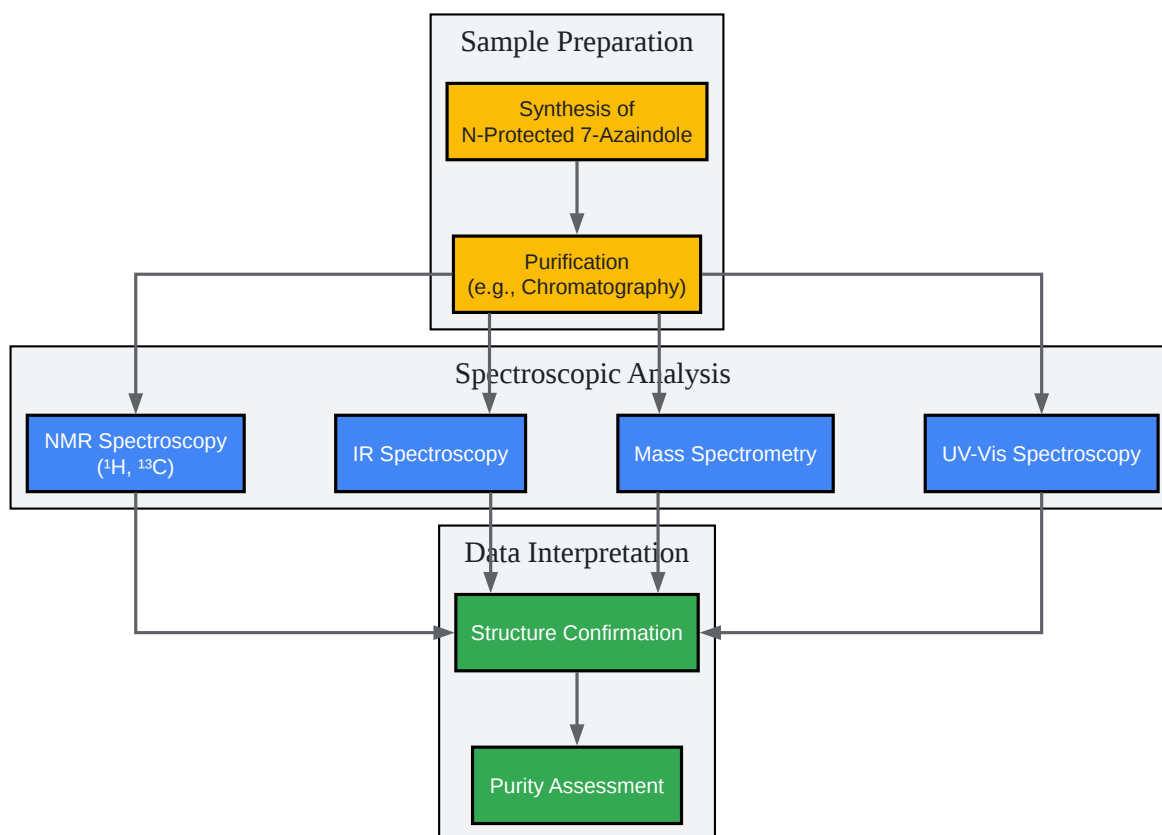 Sample Preparation
Synthesis of
N-Protected 7-Azaindole
Purification
(e.g., Chromatography)
Spectroscopic Analysis
NMR Spectroscopy
(¹H, ¹³C)
IR Spectroscopy
Mass Spectrometry
UV-Vis Spectroscopy
Data Interpretation
Structure Confirmation
Purity Assessment